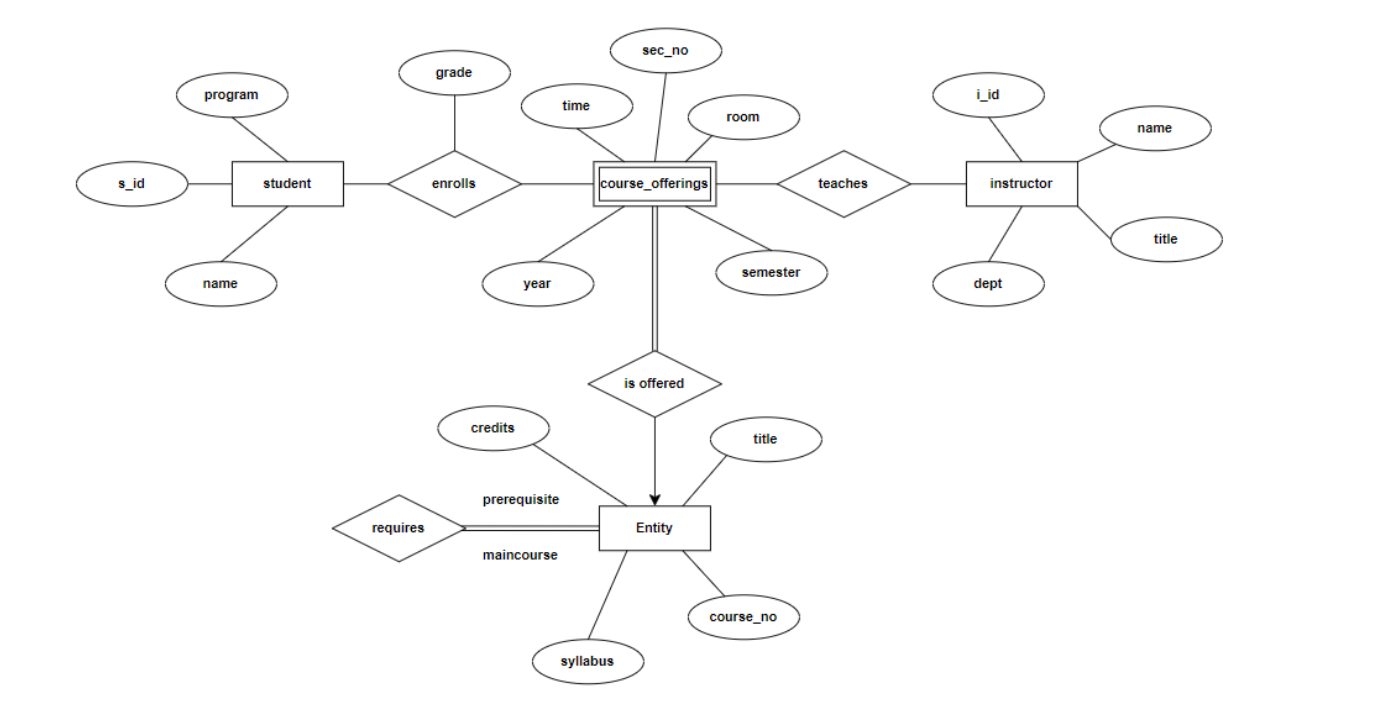 sec_no
grade
program
i_id
time
room
name
s_id
student
enrolls
course_offerings
teaches
instructor
title
name
year
semester
dept
is offered
credits
title
prerequisite
requires
Entity
maincourse
course_no
syllabus